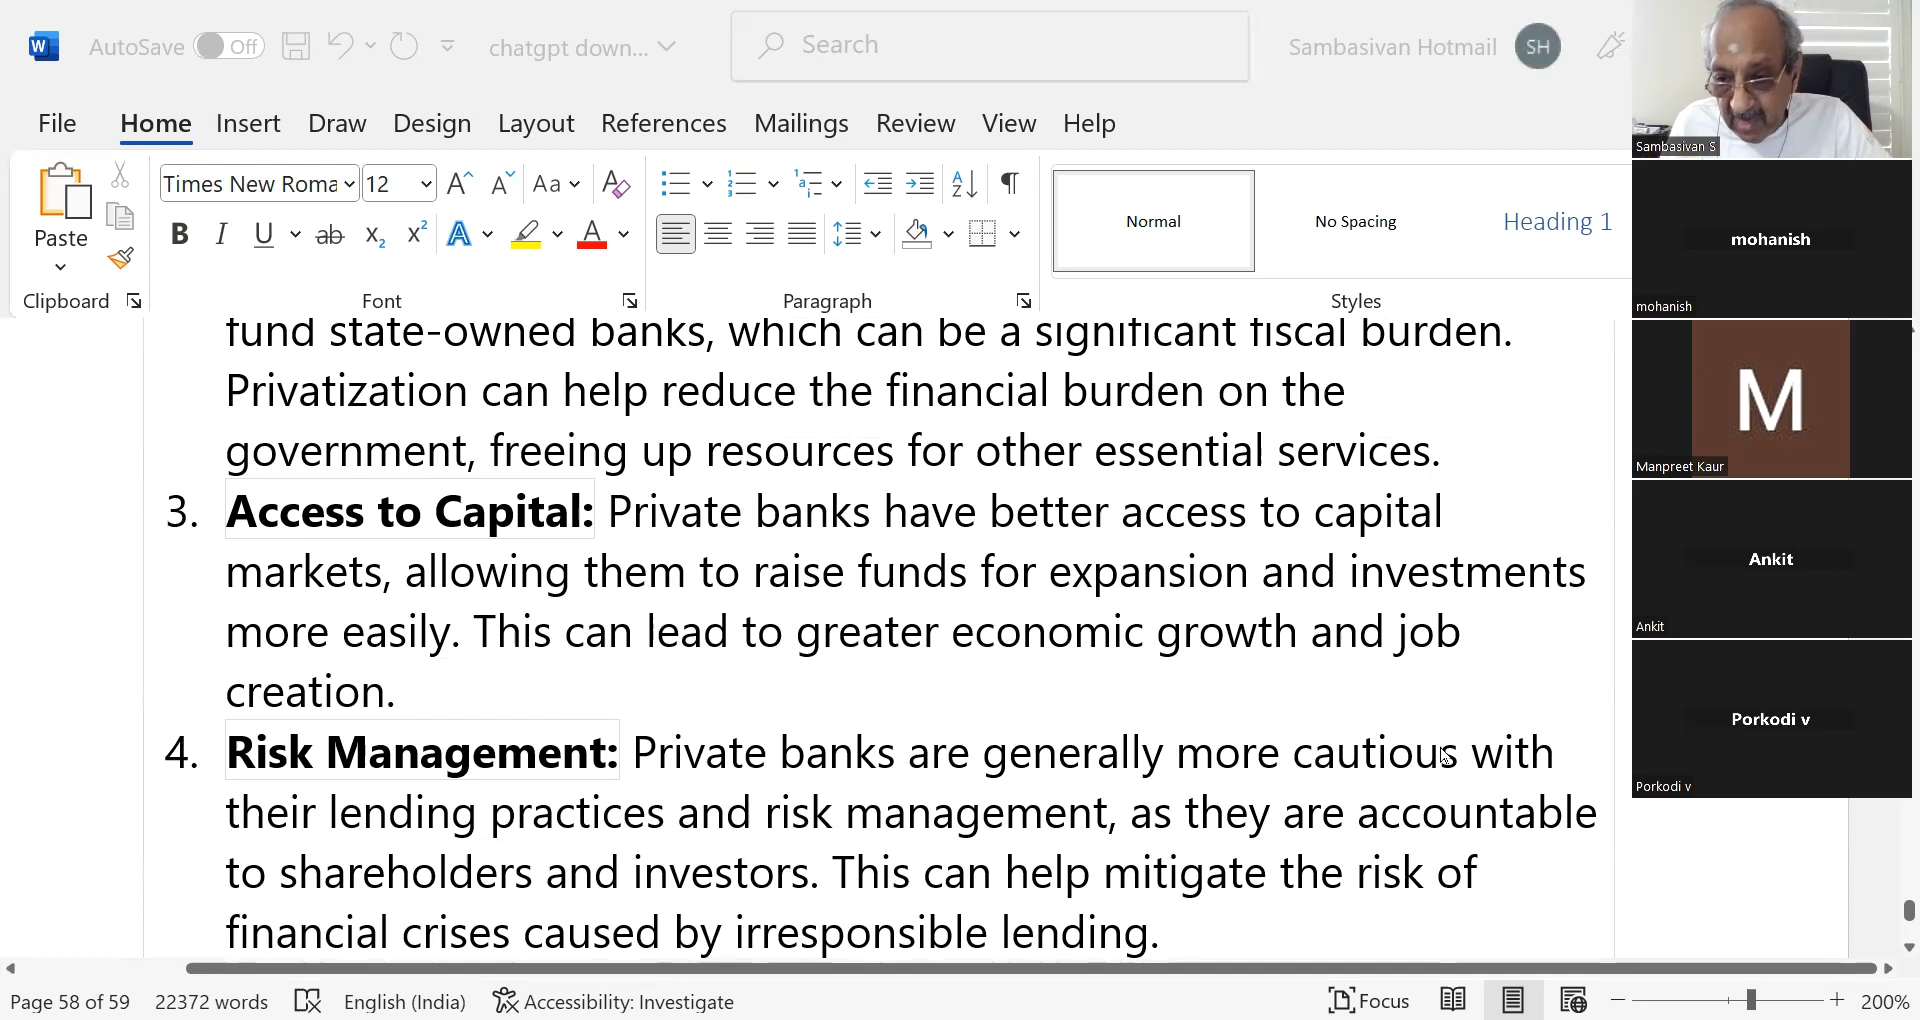 AutoSave Off chatgpt down... Search Sambasivan Hotmail SH
File Home Insert Draw Design Layout References Mailings Review View Help
Times New Roma 12 Aa
Paste B I U ab x2 x2 A A
Normal No Spacing Heading 1
Clipboard Font Paragraph Styles
fund state-owned banks, which can be a significant fiscal burden.
Privatization can help reduce the financial burden on the
government, freeing up resources for other essential services.
3. Access to Capital: Private banks have better access to capital
markets, allowing them to raise funds for expansion and investments
more easily. This can lead to greater economic growth and job
creation.
4. Risk Management: Private banks are generally more cautious with
their lending practices and risk management, as they are accountable
to shareholders and investors. This can help mitigate the risk of
financial crises caused by irresponsible lending.
Page 58 of 59 22372 words English (India) Accessibility: Investigate Focus 200%
Sambasivan S
mohanish
mohanish
M
Manpreet Kaur
Ankit
Ankit
Porkodi v
Porkodi v